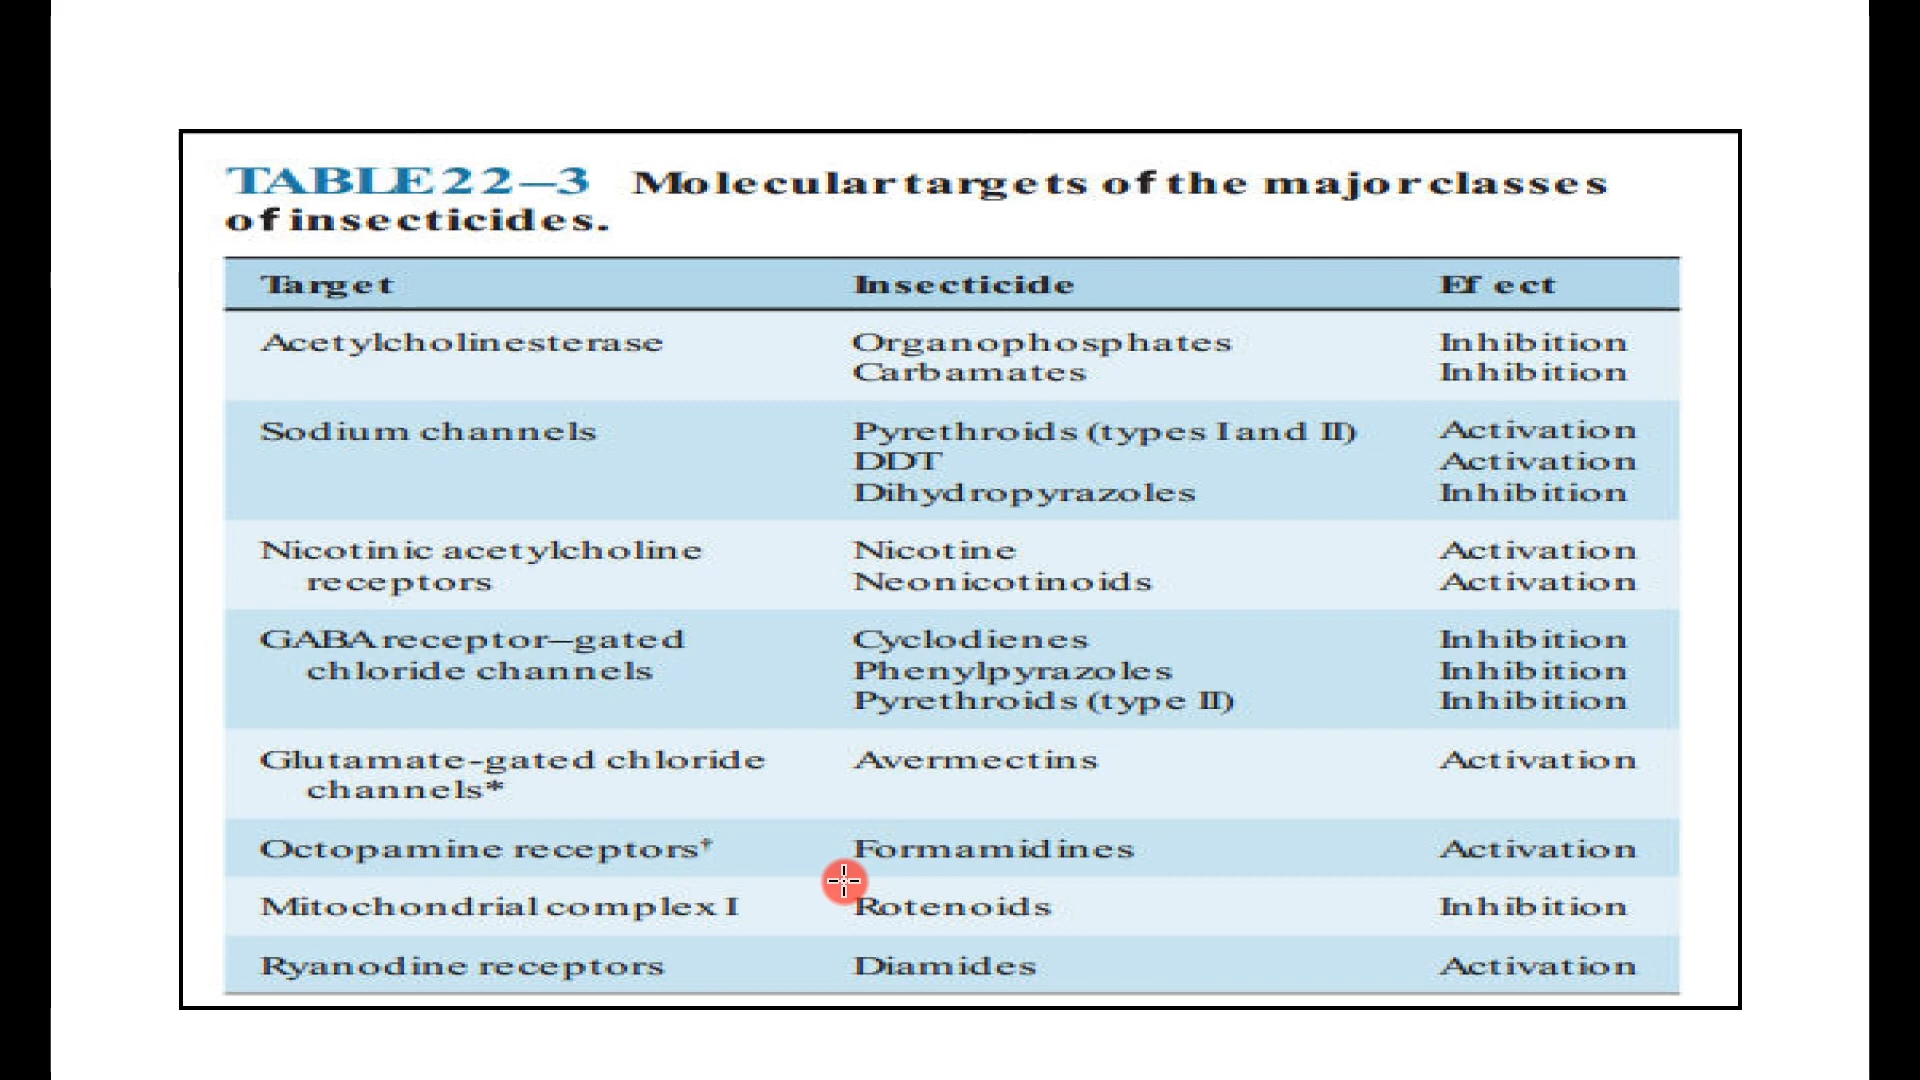 TABLE 22–3 Molecular targets of the major classes
of insecticides.
Target Insecticide Ef ect
Acetylcholinesterase Organophosphates Inhibition
Carbamates Inhibition
Sodium channels Pyrethroids (types I and II) Activation
DDT Activation
Dihydropyrazoles Inhibition
Nicotinic acetylcholine Nicotine Activation
receptors Neonicotinoids Activation
GABA receptor–gated Cyclodienes Inhibition
chloride channels Phenylpyrazoles Inhibition
Pyrethroids (type II) Inhibition
Glutamate-gated chloride Avermectins Activation
channels*
Octopamine receptors† Formamidines Activation
Mitochondrial complex I Rotenoids Inhibition
Ryanodine receptors Diamides Activation